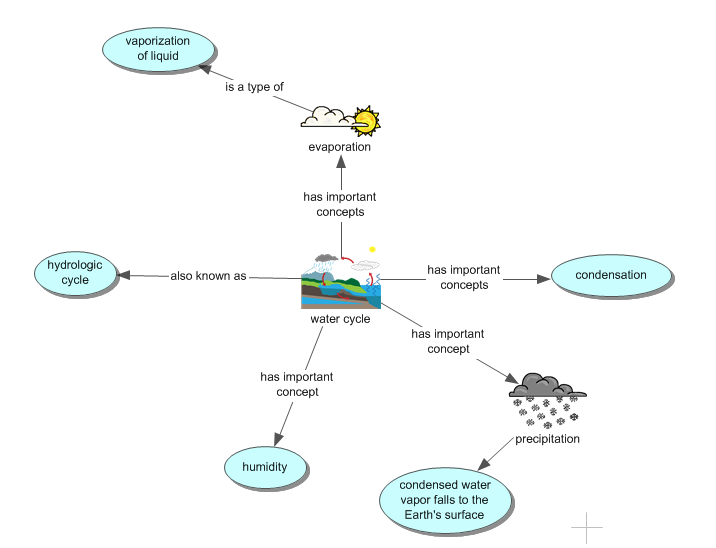 vaporization
of liquid
is a type of
evaporation
has important
concepts
hydrologic
cycle
also known as
water cycle
has important
concepts
condensation
has important
concept
has important
concept
precipitation
humidity
condensed water
vapor falls to the
Earth's surface